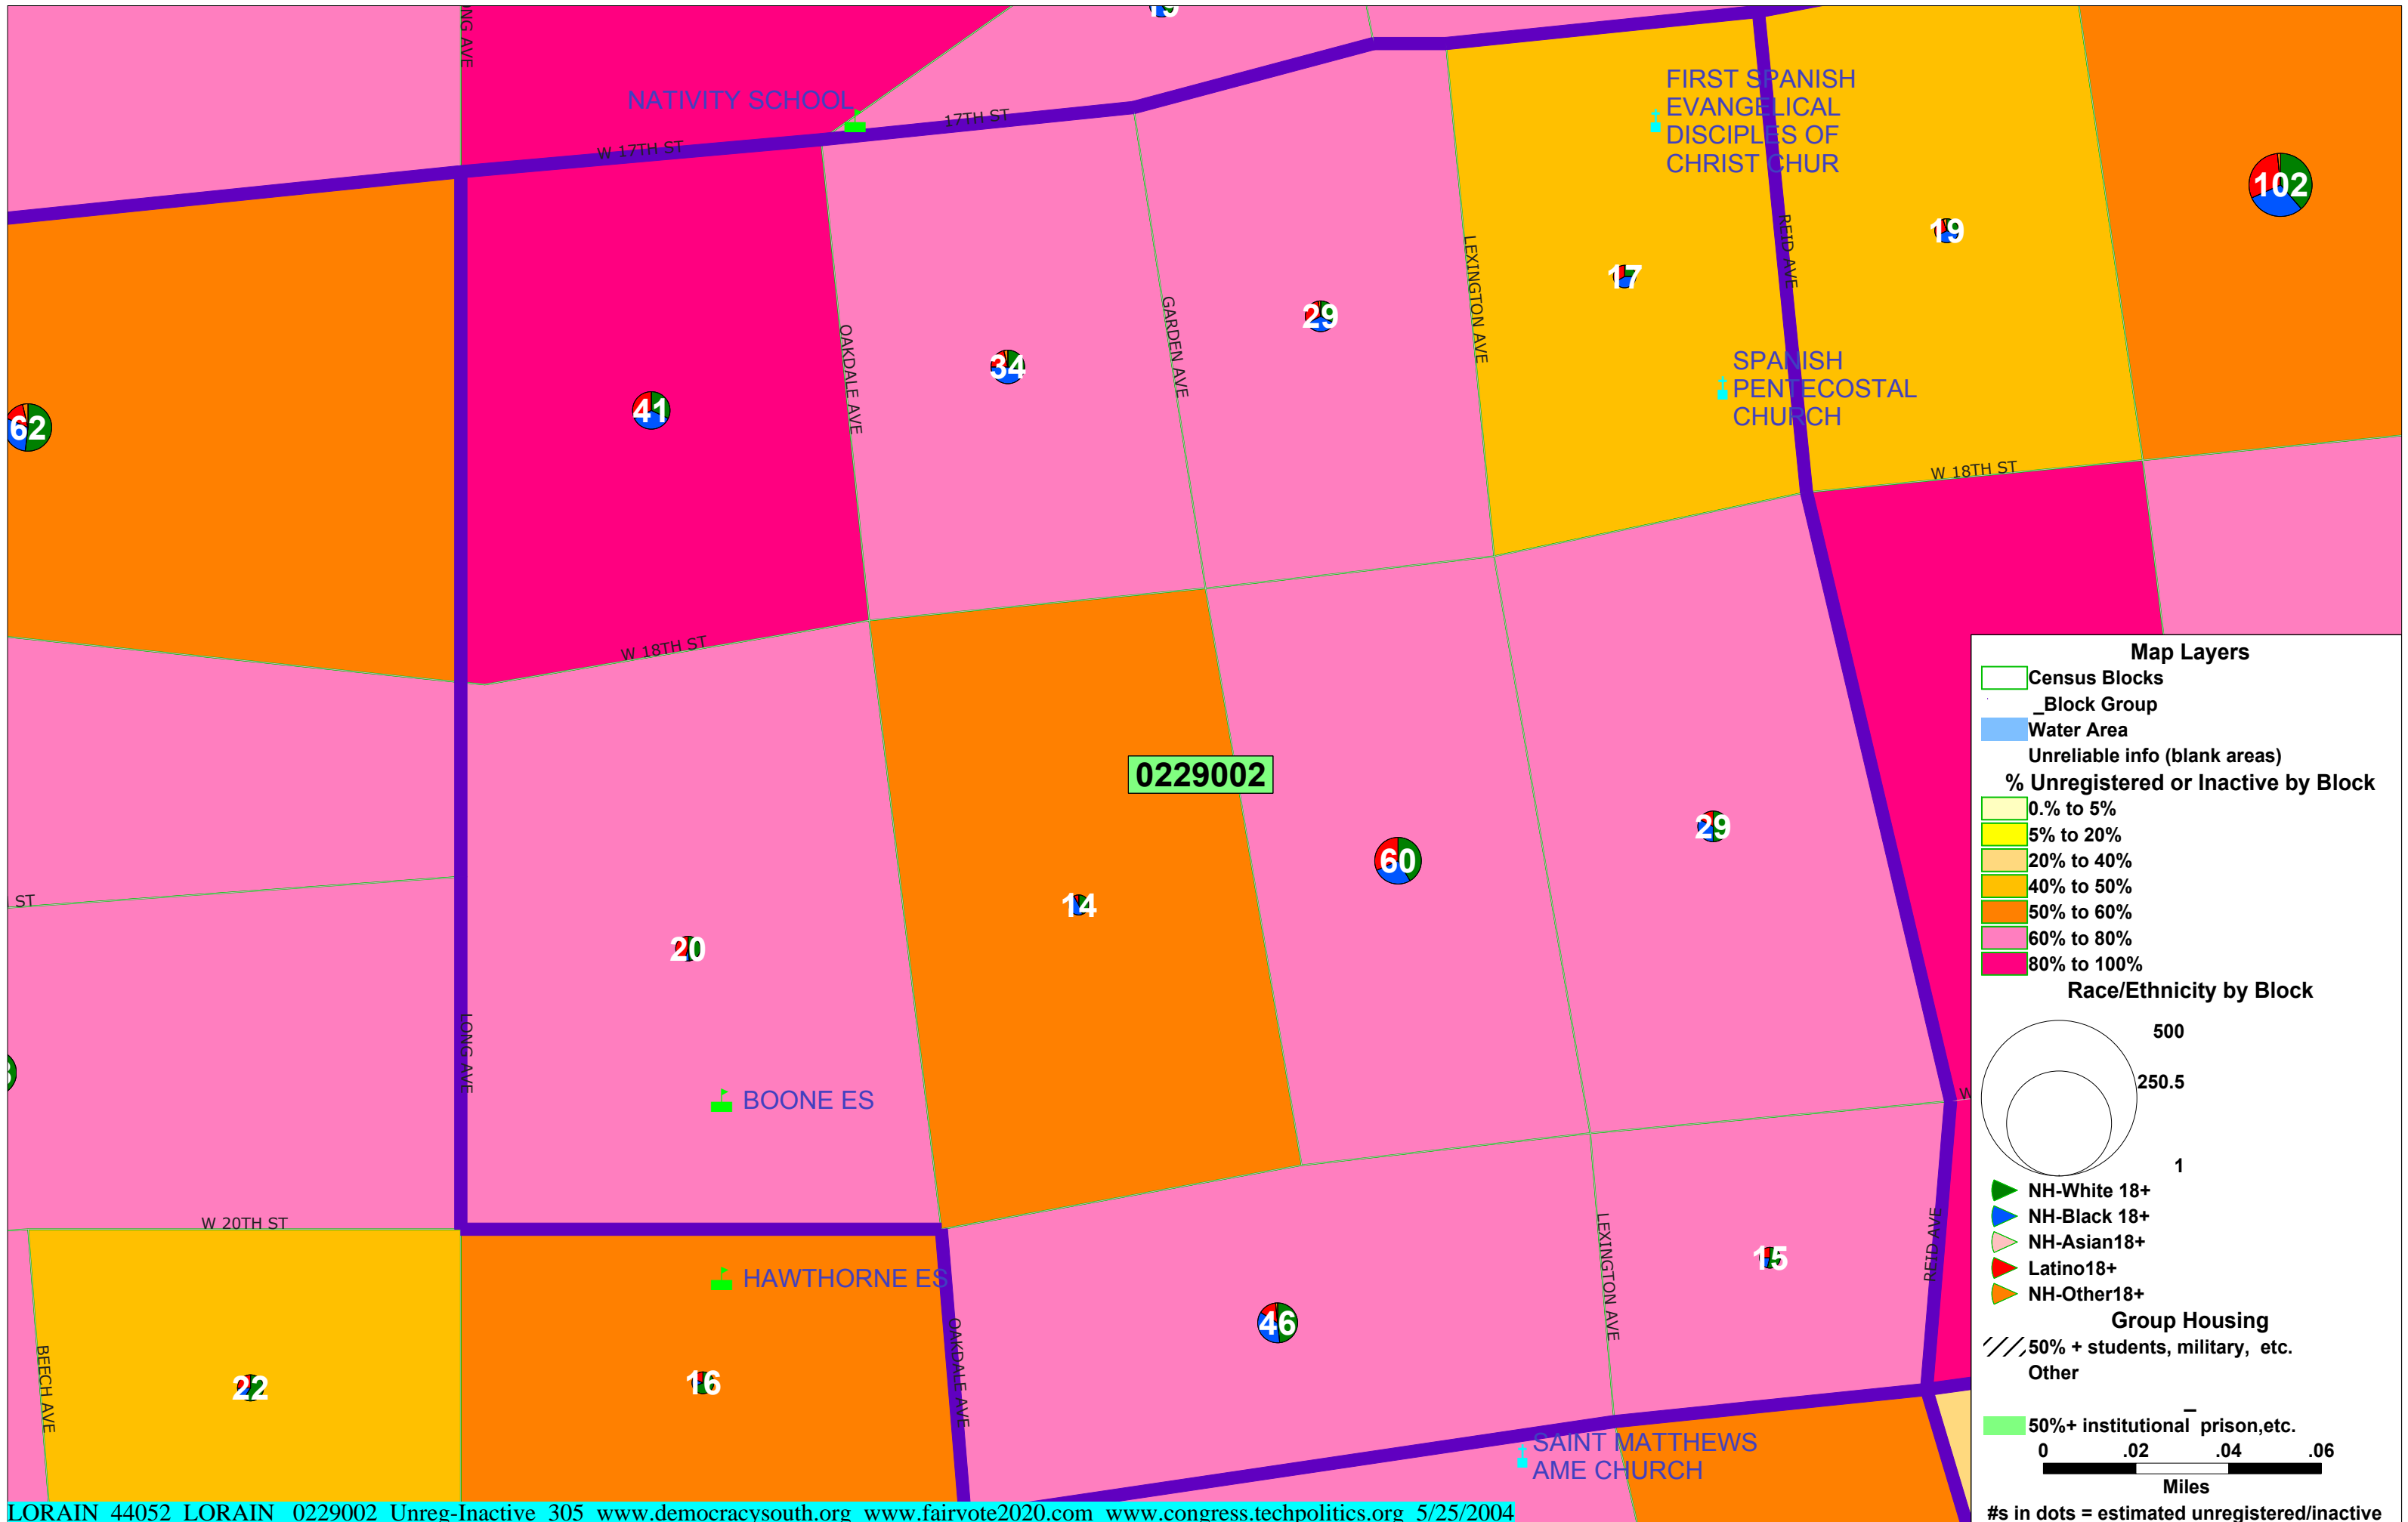 NG AVE
19
NATIVITY SCHOOL
17TH ST
W 17TH ST
FIRST SPANISH
EVANGELICAL
DISCIPLES OF
CHRIST CHUR
102
REID AVE
19
17
LEXINGTON AVE
29
GARDEN AVE
OAKDALE AVE
34
41
62
SPANISH
PENTECOSTAL
CHURCH
W 18TH ST
W 18TH ST
0229002
29
60
14
20
ST
LONG AVE
BOONE ES
W 20TH ST
HAWTHORNE ES
LEXINGTON AVE
REID AVE
15
46
OAKDALE AVE
BEECH AVE
22
16
SAINT MATTHEWS
AME CHURCH
W
Map Layers
Census Blocks
_Block Group
Water Area
Unreliable info (blank areas)
% Unregistered or Inactive by Block
0.% to 5%
5% to 20%
20% to 40%
40% to 50%
50% to 60%
60% to 80%
80% to 100%
Race/Ethnicity by Block
500
250.5
1
NH-White 18+
NH-Black 18+
NH-Asian18+
Latino18+
NH-Other18+
Group Housing
50% + students, military, etc.
Other
50%+ institutional_ prison,etc.
0 .02 .04 .06
Miles
#s in dots = estimated unregistered/inactive
LORAIN 44052 LORAIN 0229002 Unreg-Inactive 305 www.democracysouth.org www.fairvote2020.com www.congress.techpolitics.org 5/25/2004